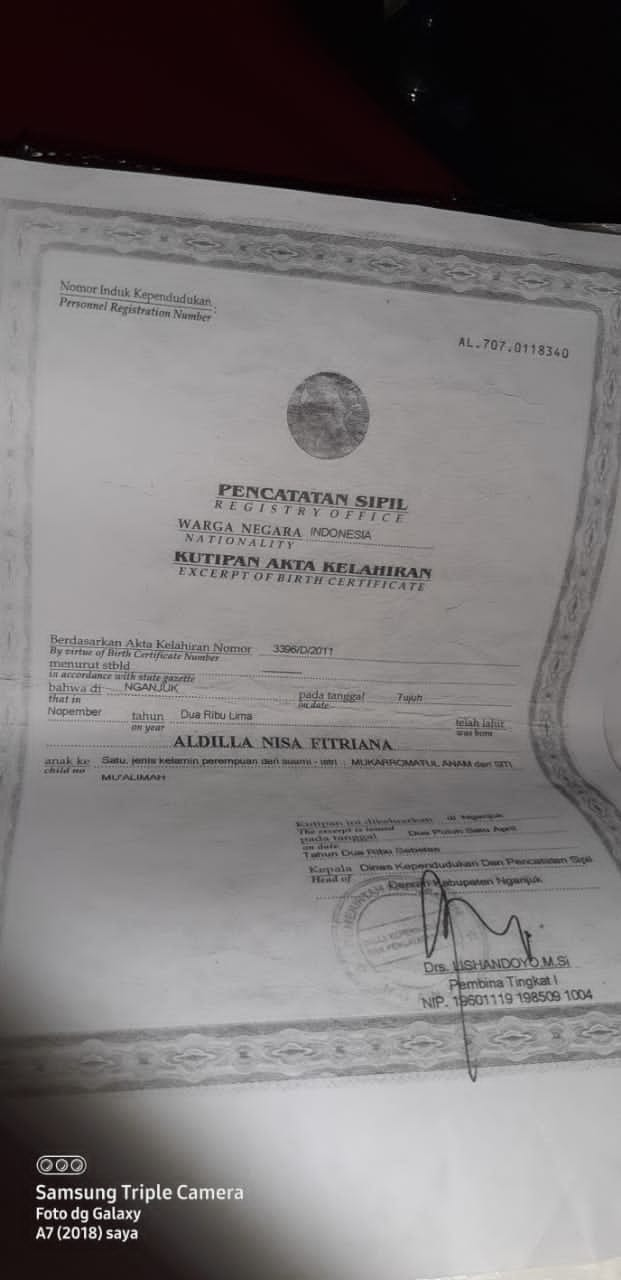 Nomor Induk Kependudukan :
Personnel Registration Number
AL.707.0118340
PENCATATAN SIPIL
REGISTRY OFFICE
WARGA NEGARA INDONESIA
NATIONALITY
KUTIPAN AKTA KELAHIRAN
EXCERPT OF BIRTH CERTIFICATE
Berdasarkan Akta Kelahiran Nomor 3396/D/2011
By virtue of Birth Certificate Number
menurut stbld
in accordance with state gazette
bahwa di NGANJUK pada tanggal Tujuh
that in on date
Nopember tahun Dua Ribu Lima telah lahir
on year was born
ALDILLA NISA FITRIANA
anak ke Satu, jenis kelamin perempuan dari suami - istri : MUKARROMATUL ANAM dan SITI
child no MU'ALIMAH
Kutipan ini dikeluarkan di Nganjuk
The excerpt is issued
pada tanggal Dua Puluh Satu April
on date
Tahun Dua Ribu Sebelas
Kepala Dinas Kependudukan Dan Pencatatan Sipil
Head of Daerah Kabupaten Nganjuk
Drs. LISHANDOYO.M.Si
Pembina Tingkat I
NIP. 19601119 198509 1004
Samsung Triple Camera
Foto dg Galaxy
A7 (2018) saya